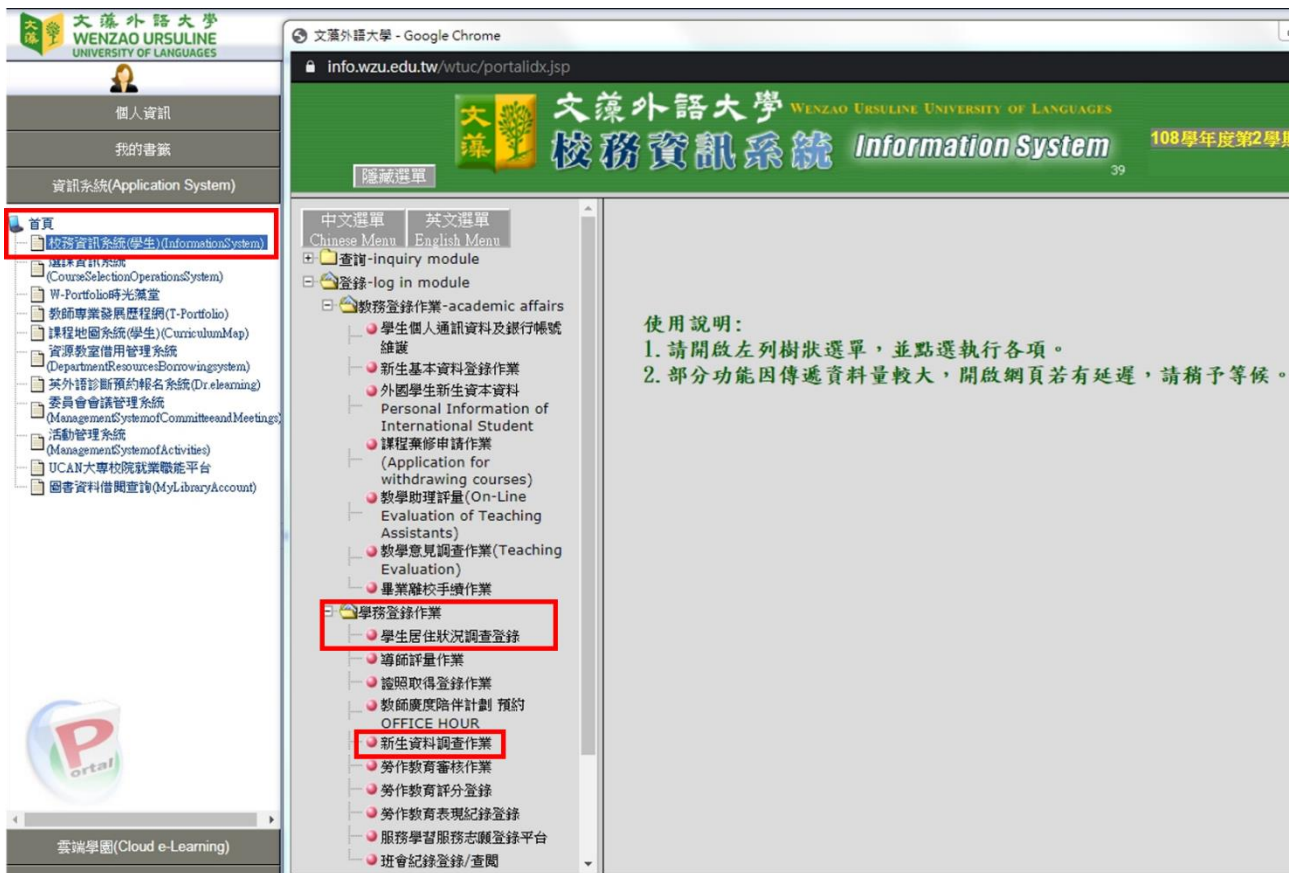 文藻外語大學
WENZAO URSULINE
UNIVERSITY OF LANGUAGES
個人資訊
我的書籤
資訊系統(Application System)
首頁
校務資訊系統(學生)(InformationSystem)
選課資訊系統
(CourseSelectionOperationsSystem)
W-Portfolio時光藻堂
教師專業發展歷程網(T-Portfolio)
課程地圖系統(學生)(CurriculumMap)
資源教室借用管理系統
(DepartmentResourcesBorrowingsystem)
英外語診斷預約報名系統(Dr.elearning)
委員會會議管理系統
(ManagementSystemofCommitteeandMeetings)
活動管理系統
(ManagementSystemofActivities)
UCAN大專校院就業職能平台
圖書資料借閱查詢(MyLibraryAccount)
Portal
雲端學園(Cloud e-Learning)
文藻外語大學 - Google Chrome
info.wzu.edu.tw/wtuc/portalidx.jsp
文藻
文藻外語大學 WENZAO URSULINE UNIVERSITY OF LANGUAGES
校務資訊系統 Information System
39
108學年度第2學期
隱藏選單
中文選單 英文選單
Chinese Menu English Menu
查詢-inquiry module
登錄-log in module
教務登錄作業-academic affairs
學生個人通訊資料及銀行帳號
維護
新生基本資料登錄作業
外國學生新生資本資料
Personal Information of
International Student
課程棄修申請作業
(Application for
withdrawing courses)
教學助理評量(On-Line
Evaluation of Teaching
Assistants)
教學意見調查作業(Teaching
Evaluation)
畢業離校手續作業
學務登錄作業
學生居住狀況調查登錄
導師評量作業
證照取得登錄作業
教師廣度陪伴計劃 預約
OFFICE HOUR
新生資料調查作業
勞作教育審核作業
勞作教育評分登錄
勞作教育表現紀錄登錄
服務學習服務志願登錄平台
班會紀錄登錄/查閱
使用說明:
1.請開啟左列樹狀選單，並點選執行各項。
2.部分功能因傳遞資料量較大，開啟網頁若有延遲，請稍予等候。